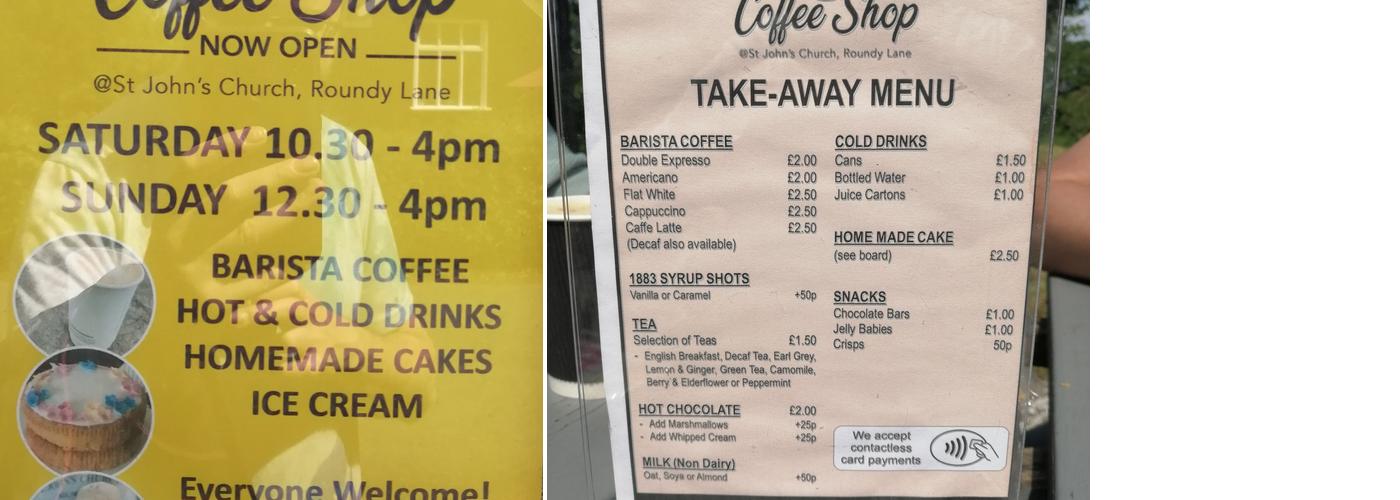 Coffee Shop
NOW OPEN
@St John's Church, Roundy Lane
SATURDAY 10.30 - 4pm
SUNDAY 12.30 - 4pm
BARISTA COFFEE
HOT & COLD DRINKS
HOMEMADE CAKES
ICE CREAM
Everyone Welcome!
Coffee Shop
@St John's Church, Roundy Lane
TAKE-AWAY MENU
BARISTA COFFEE
Double Expresso £2.00
Americano £2.00
Flat White £2.50
Cappuccino £2.50
Caffe Latte £2.50
(Decaf also available)
1883 SYRUP SHOTS
Vanilla or Caramel +50p
TEA
Selection of Teas £1.50
- English Breakfast, Decaf Tea, Earl Grey,
Lemon & Ginger, Green Tea, Camomile,
Berry & Elderflower or Peppermint
HOT CHOCOLATE £2.00
- Add Marshmallows +25p
- Add Whipped Cream +25p
MILK (Non Dairy)
Oat, Soya or Almond +50p
COLD DRINKS
Cans £1.50
Bottled Water £1.00
Juice Cartons £1.00
HOME MADE CAKE
(see board) £2.50
SNACKS
Chocolate Bars £1.00
Jelly Babies £1.00
Crisps 50p
We accept
contactless
card payments